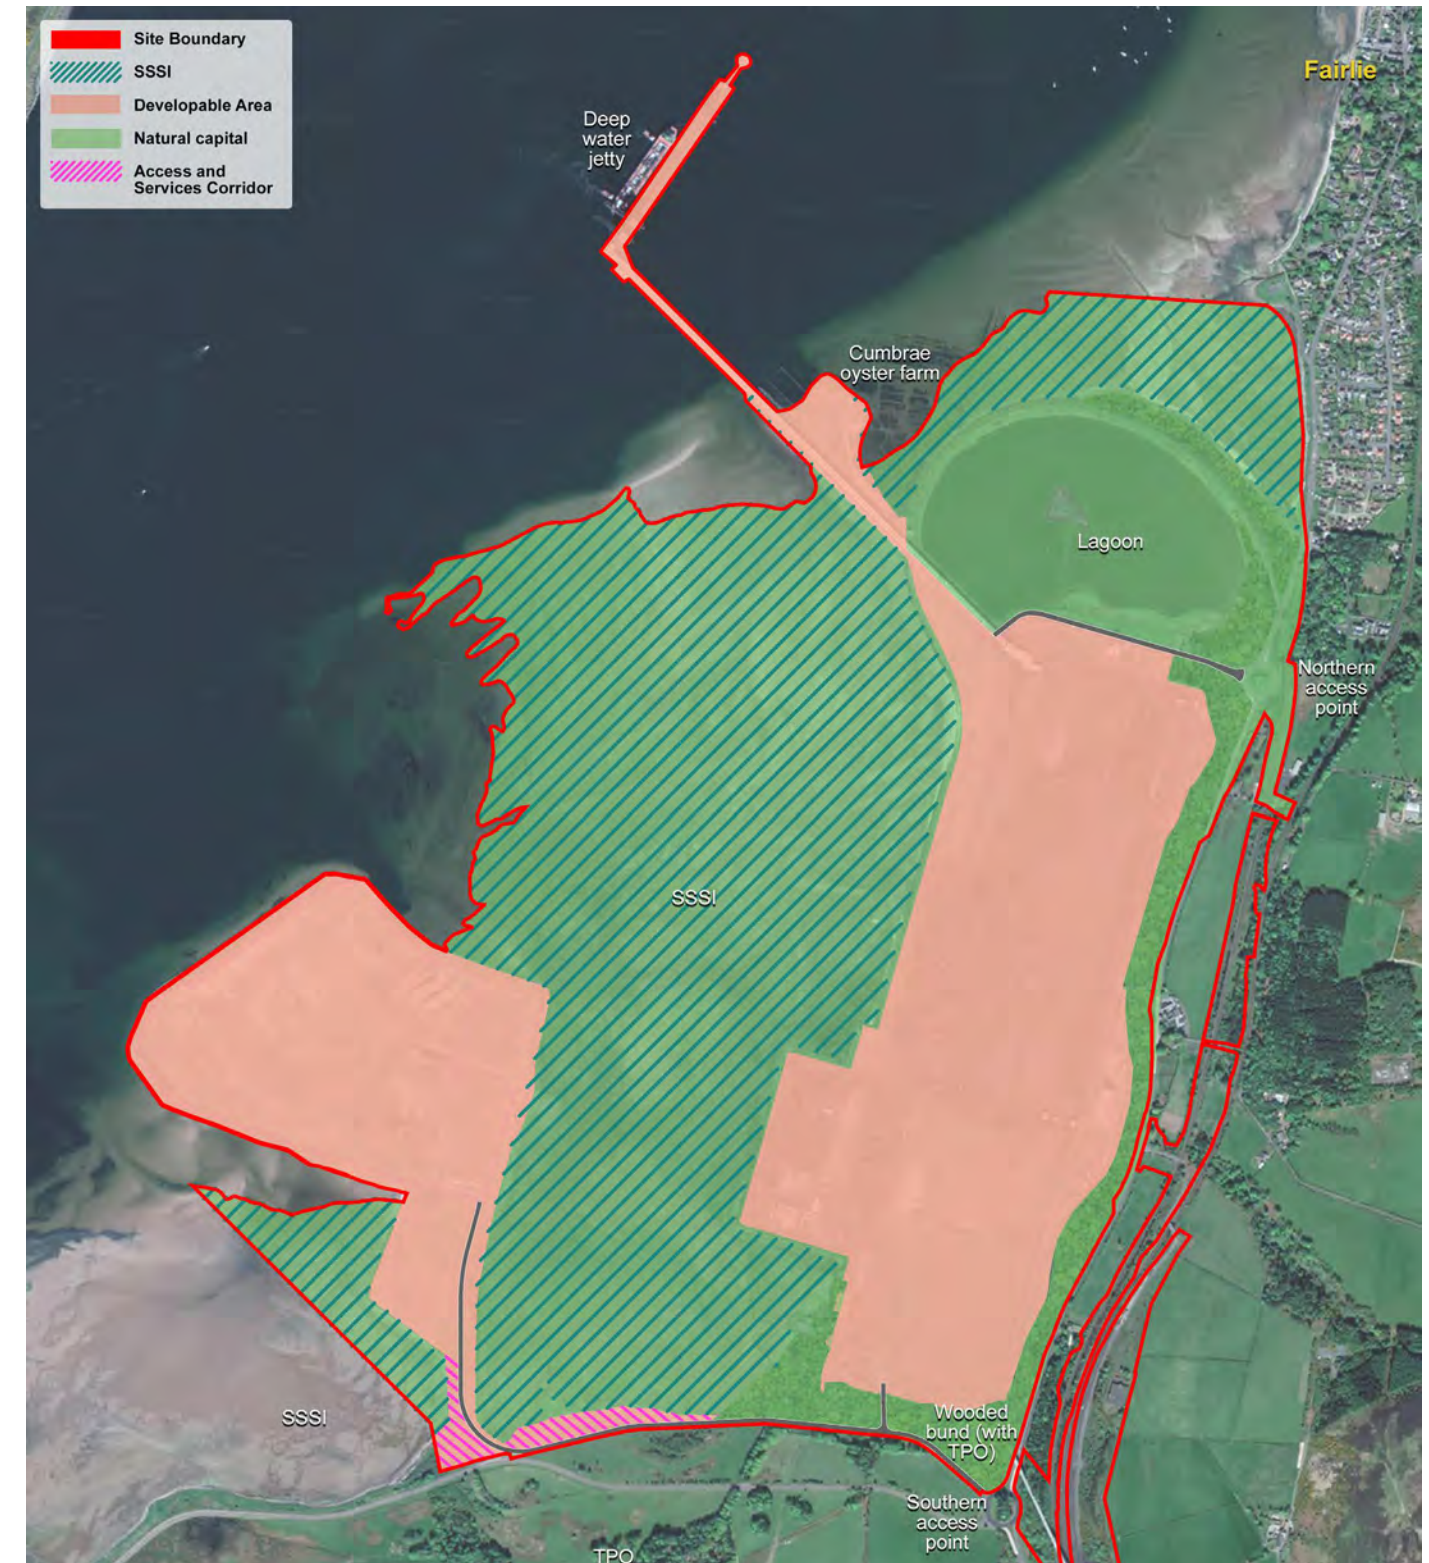 Site Boundary
SSSI
Developable Area
Natural capital
Access and
Services Corridor
Fairlie
Deep
water
jetty
Cumbrae
oyster farm
Lagoon
Northern
access
point
SSSI
SSSI
Wooded
bund (with
TPO)
Southern
access
point
TPO